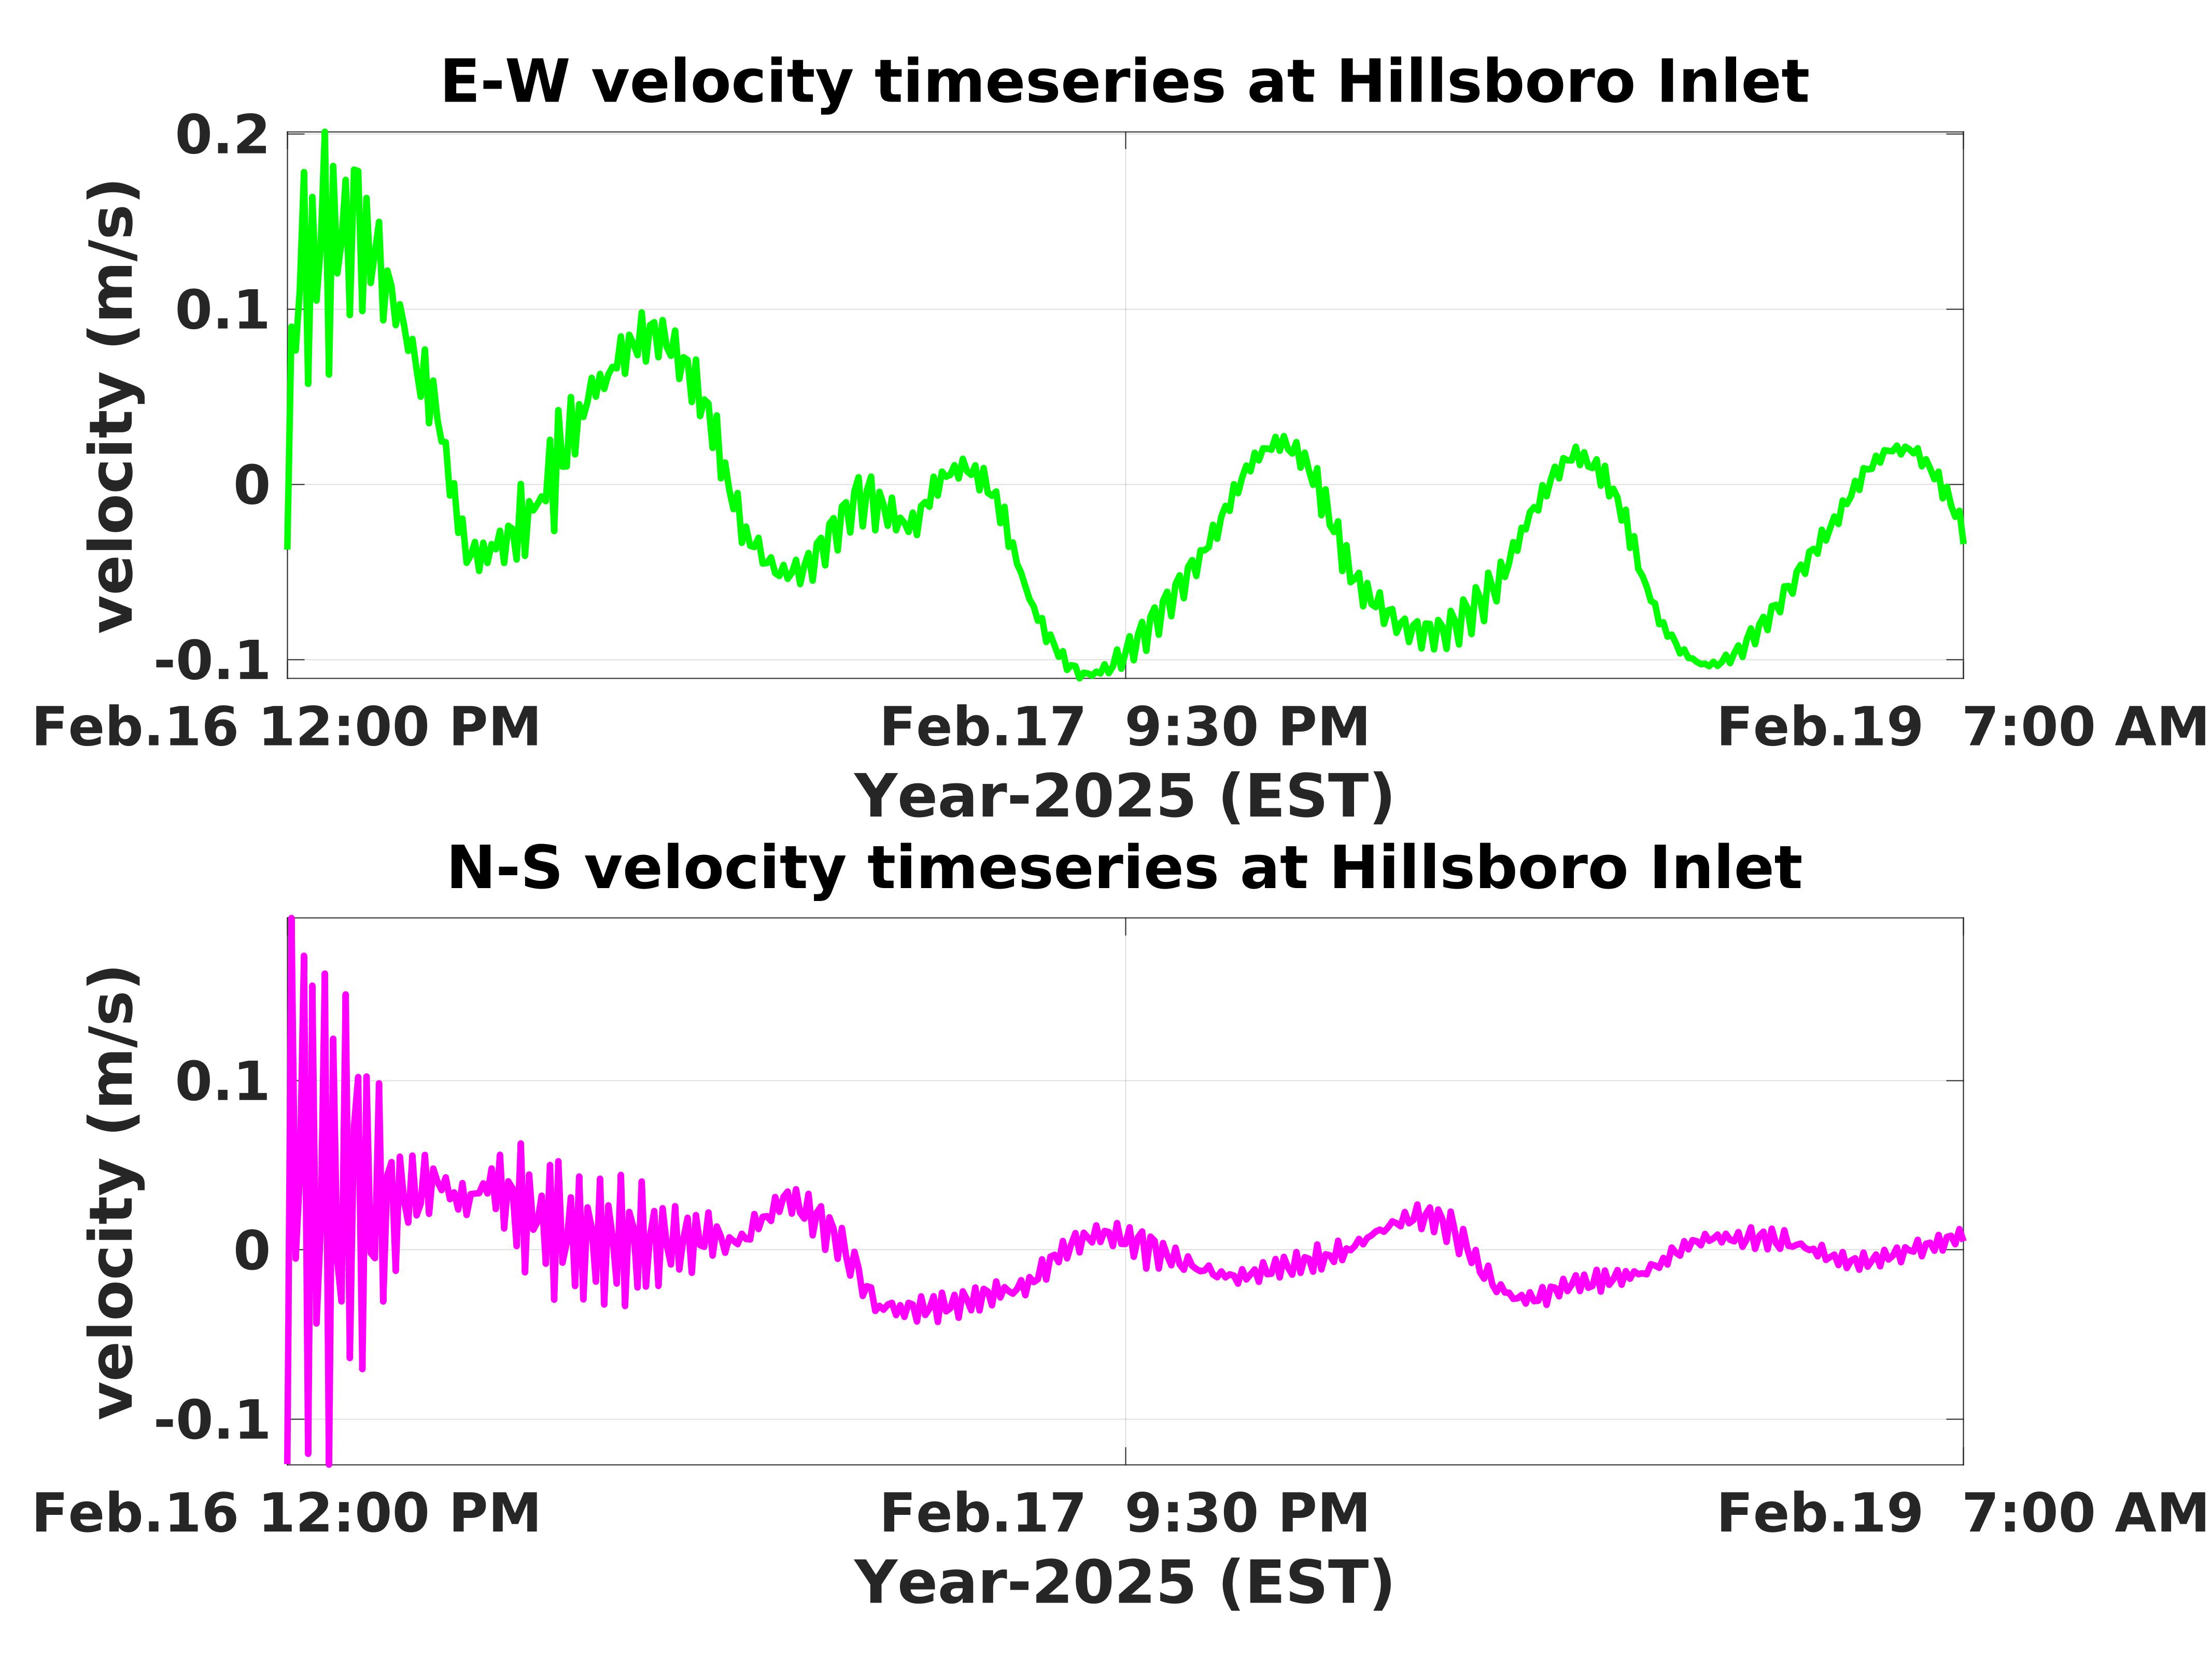 E-W velocity timeseries at Hillsboro Inlet
velocity (m/s)
0.2
0.1
0
-0.1
Feb.16 12:00 PM
Feb.17  9:30 PM
Feb.19  7:00 AM
Year-2025 (EST)
N-S velocity timeseries at Hillsboro Inlet
velocity (m/s)
0.1
0
-0.1
Feb.16 12:00 PM
Feb.17  9:30 PM
Feb.19  7:00 AM
Year-2025 (EST)